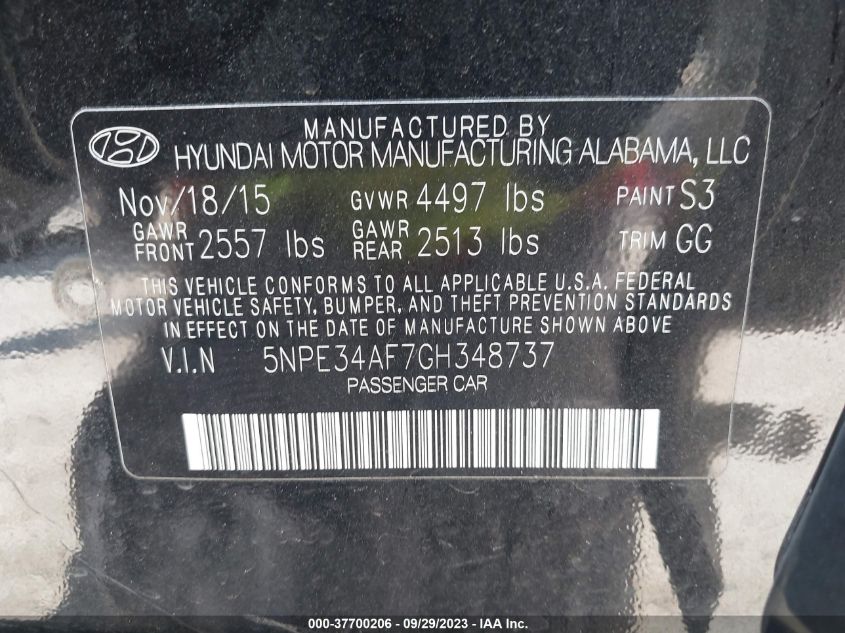 MANUFACTURED BY
HYUNDAI MOTOR MANUFACTURING ALABAMA, LLC
Nov/18/15 GVWR 4497 lbs PAINT S3
GAWR FRONT 2557 lbs GAWR REAR 2513 lbs TRIM GG
THIS VEHICLE CONFORMS TO ALL APPLICABLE U.S.A. FEDERAL
MOTOR VEHICLE SAFETY, BUMPER, AND THEFT PREVENTION STANDARDS
IN EFFECT ON THE DATE OF MANUFACTURE SHOWN ABOVE.
V.I.N 5NPE34AF7GH348737
PASSENGER CAR
000-37700206 - 09/29/2023 - IAA Inc.